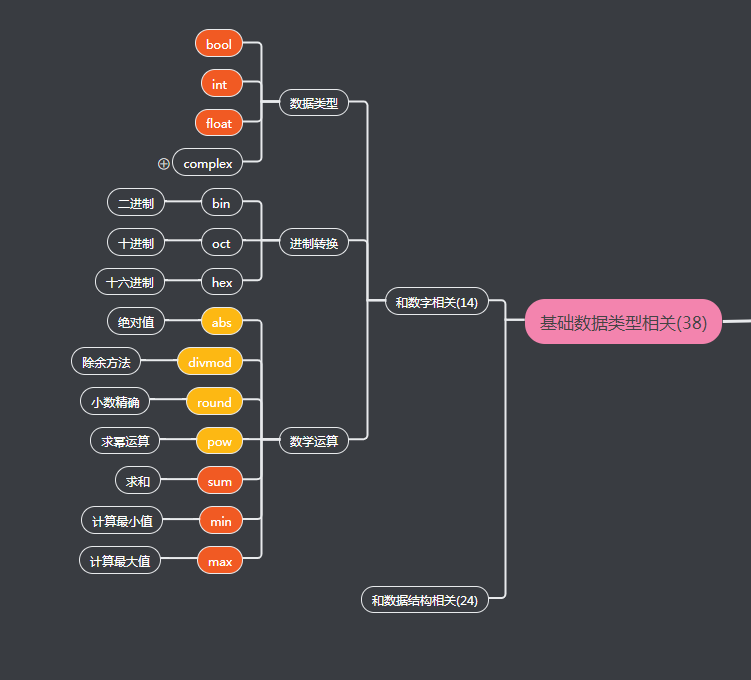 bool
int
float
complex
数据类型
二进制
bin
十进制
oct
十六进制
hex
进制转换
和数字相关(14)
基础数据类型相关(38)
绝对值
abs
除余方法
divmod
小数精确
round
求幂运算
pow
数学运算
求和
sum
计算最小值
min
计算最大值
max
和数据结构相关(24)